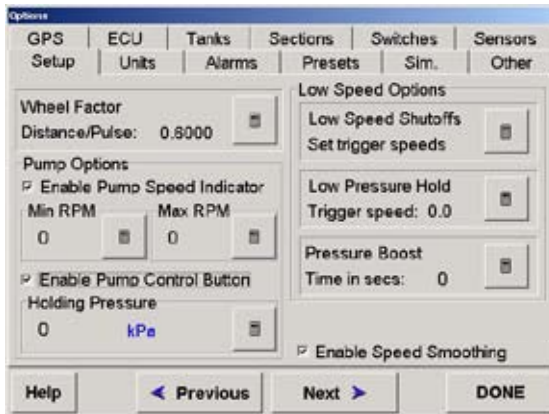 Options
GPS ECU Tanks Sections Switches Sensors
Setup Units Alarms Presets Sim. Other
Wheel Factor
Distance/Pulse: 0.6000
Pump Options
Enable Pump Speed Indicator
Min RPM Max RPM
0 0
Enable Pump Control Button
Holding Pressure
0 kPa
Low Speed Options
Low Speed Shutoffs
Set trigger speeds
Low Pressure Hold
Trigger speed: 0.0
Pressure Boost
Time in secs: 0
Enable Speed Smoothing
Help Previous Next DONE